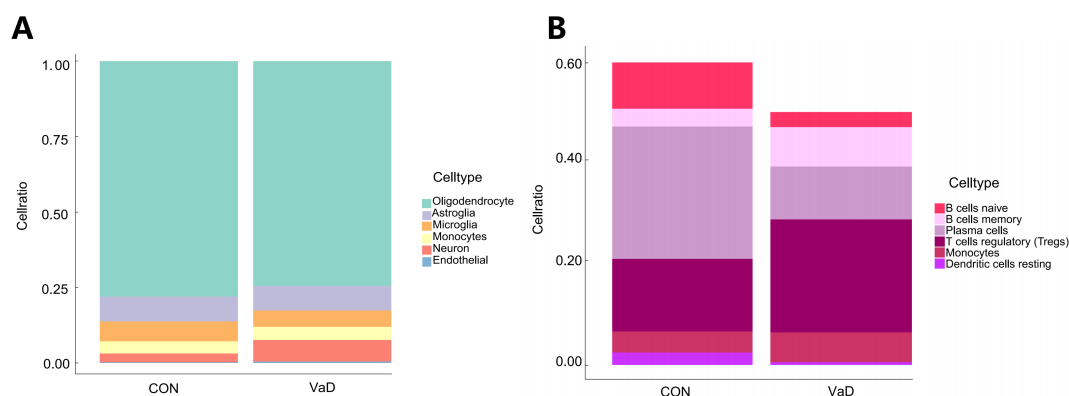 A
1.00
0.75
0.50
0.25
0.00
Cellratio
CON
VaD
Celltype
Oligodendrocyte
Astroglia
Microglia
Monocytes
Neuron
Endothelial
B
0.60
0.40
0.20
0.00
Cellratio
CON
VaD
Celltype
B cells naive
B cells memory
Plasma cells
T cells regulatory (Tregs)
Monocytes
Dendritic cells resting